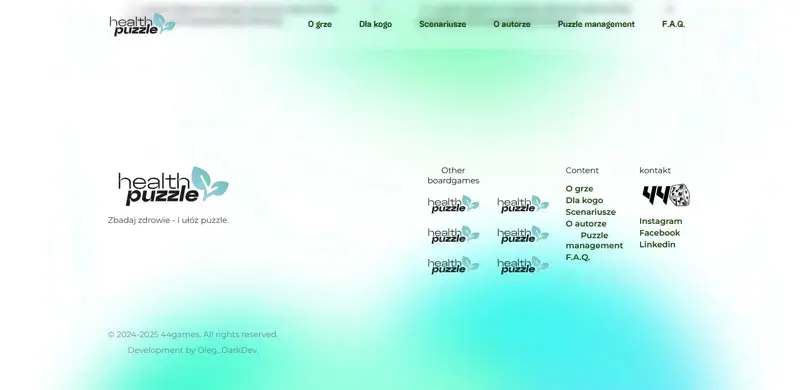 health
puzzle
O grze
Dla kogo
Scenariusze
O autorze
Puzzle management
F.A.Q.
health
puzzle
Zbadaj zdrowie - i ułóż puzzle.
Other
boardgames
health
puzzle
health
puzzle
health
puzzle
health
puzzle
health
puzzle
health
puzzle
Content
O grze
Dla kogo
Scenariusze
O autorze
Puzzle
management
F.A.Q.
kontakt
44
Instagram
Facebook
Linkedin
© 2024-2025 44games. All rights reserved.
Development by Oleg, DarkDev.